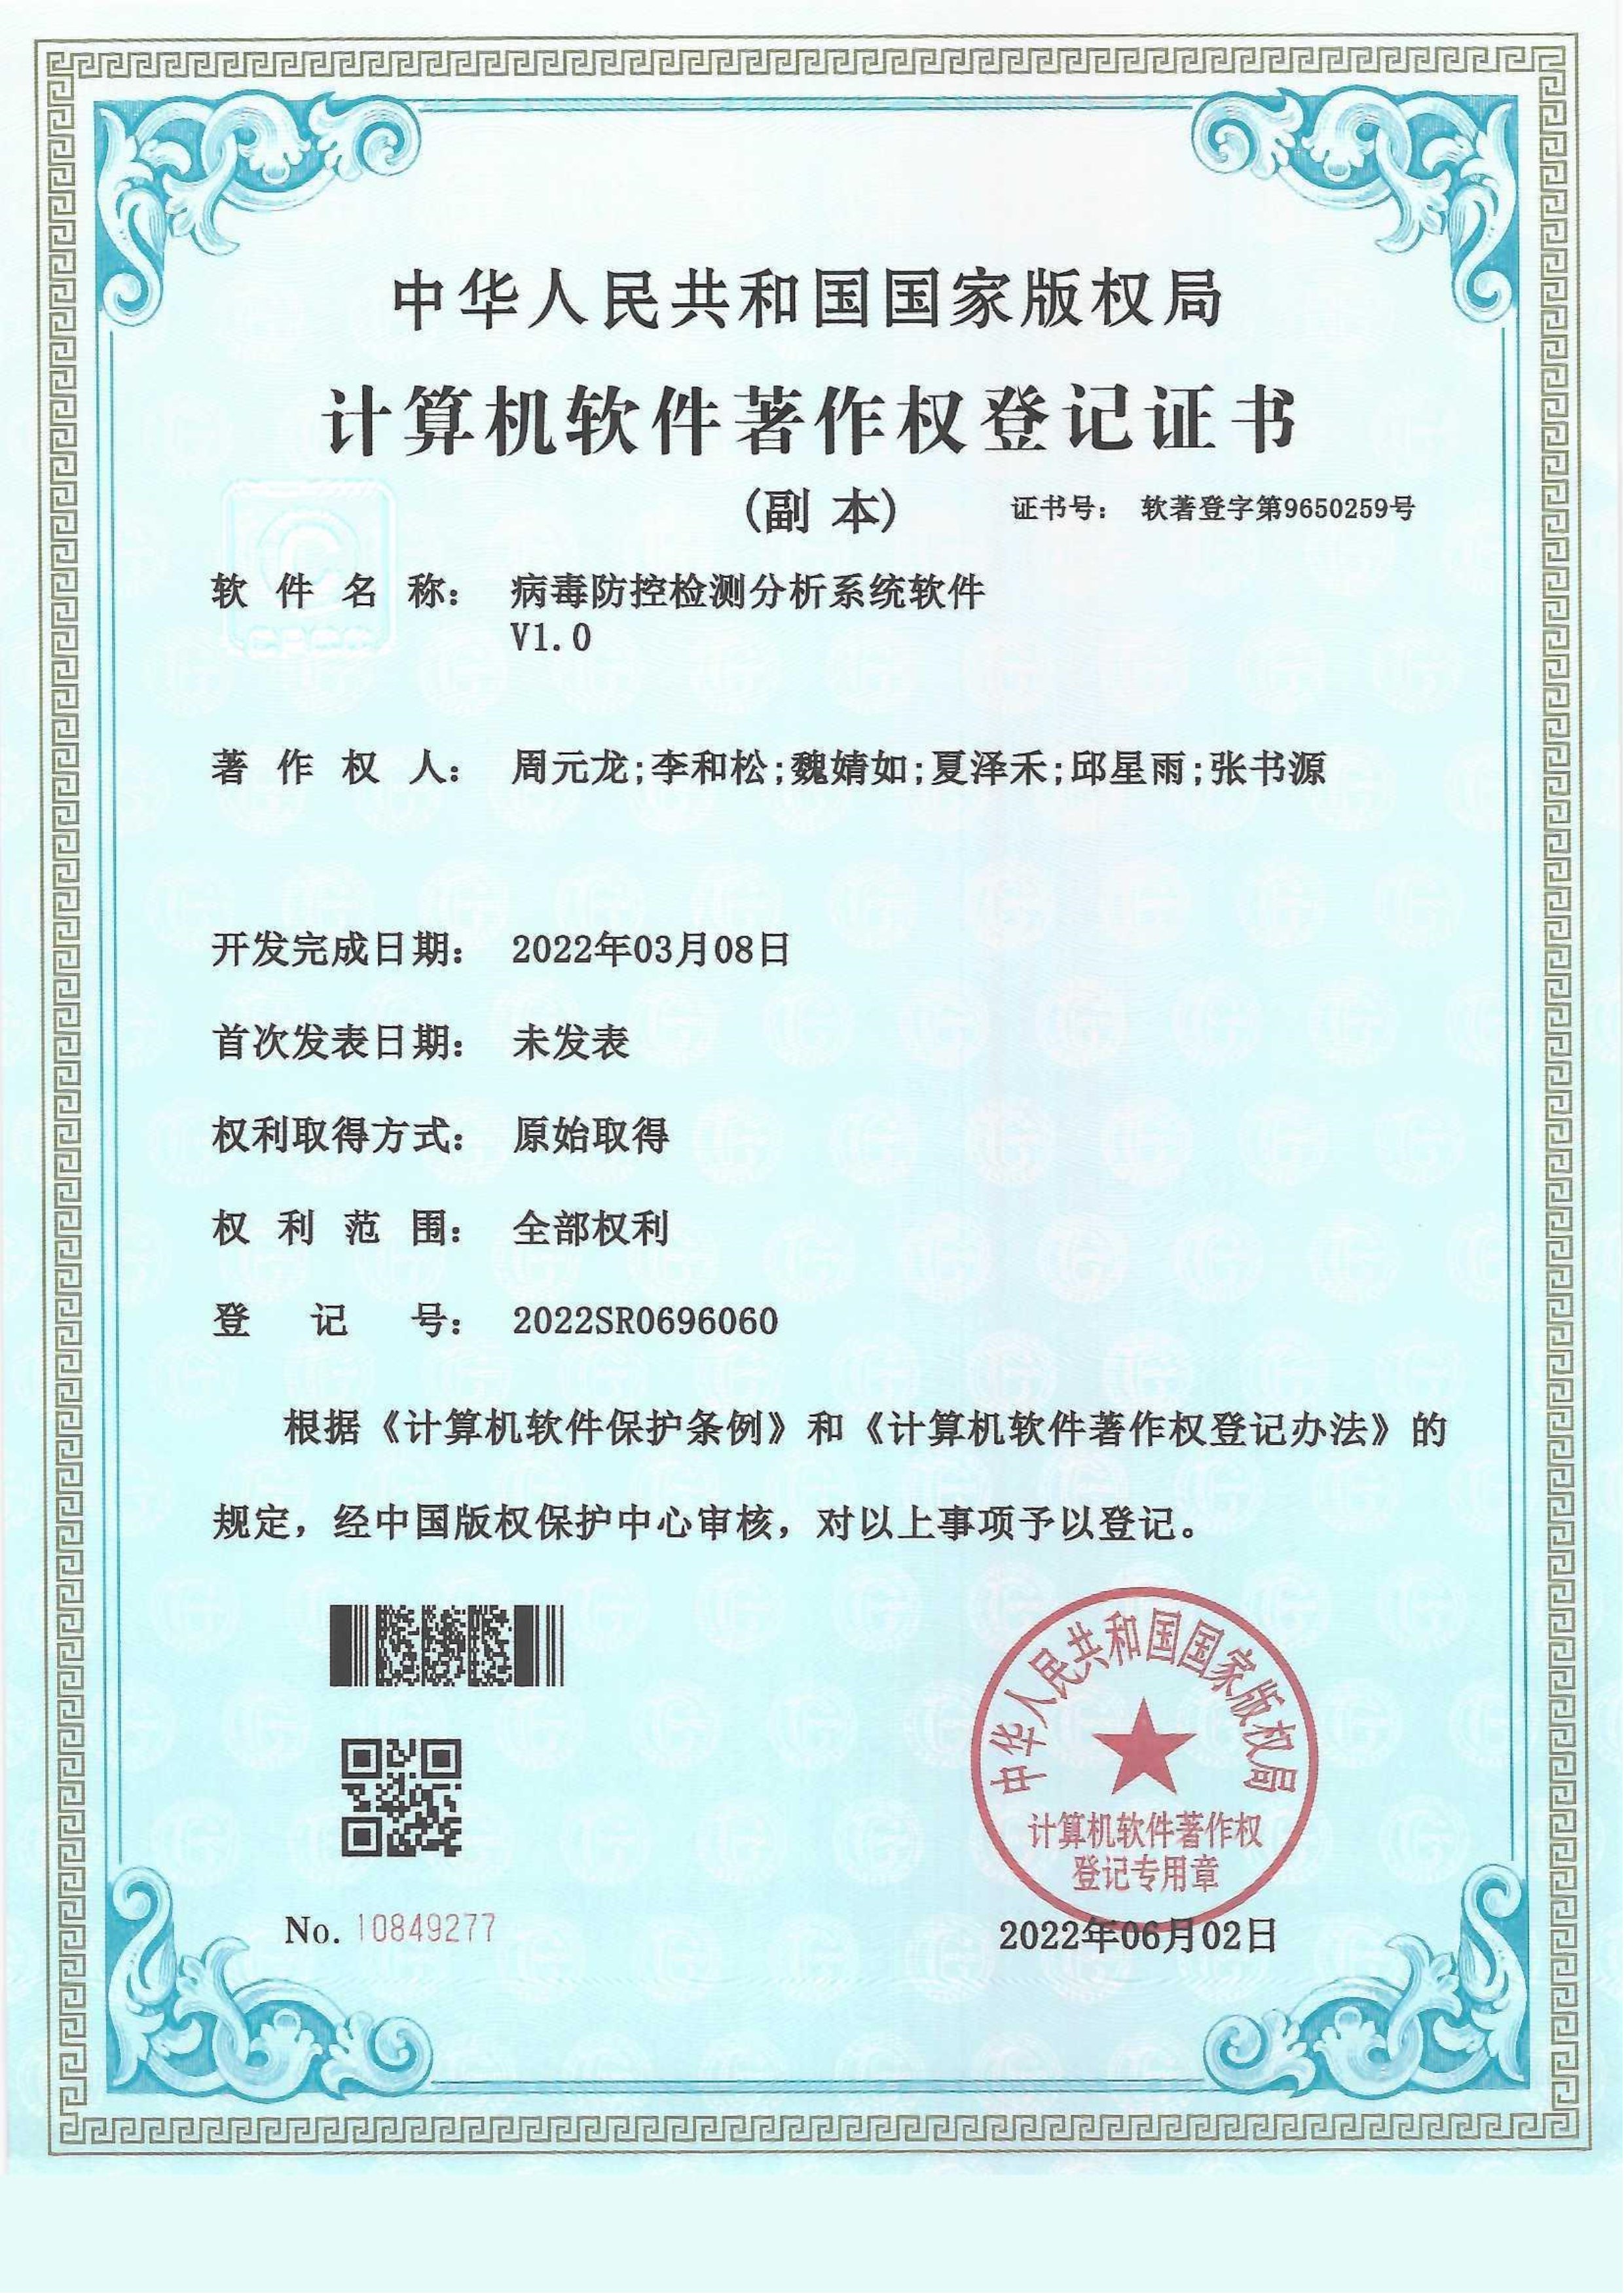 中华人民共和国国家版权局
计算机软件著作权登记证书
(副 本)
证书号： 软著登字第9650259号
软件名称： 病毒防控检测分析系统软件
V1.0
著作权人： 周元龙;李和松;魏婧如;夏泽禾;邱星雨;张书源
开发完成日期： 2022年03月08日
首次发表日期： 未发表
权利取得方式： 原始取得
权利范围： 全部权利
登记号： 2022SR0696060
根据《计算机软件保护条例》和《计算机软件著作权登记办法》的
规定，经中国版权保护中心审核，对以上事项予以登记。
中华人民共和国国家版权局
计算机软件著作权
登记专用章
No. 10849277
2022年06月02日